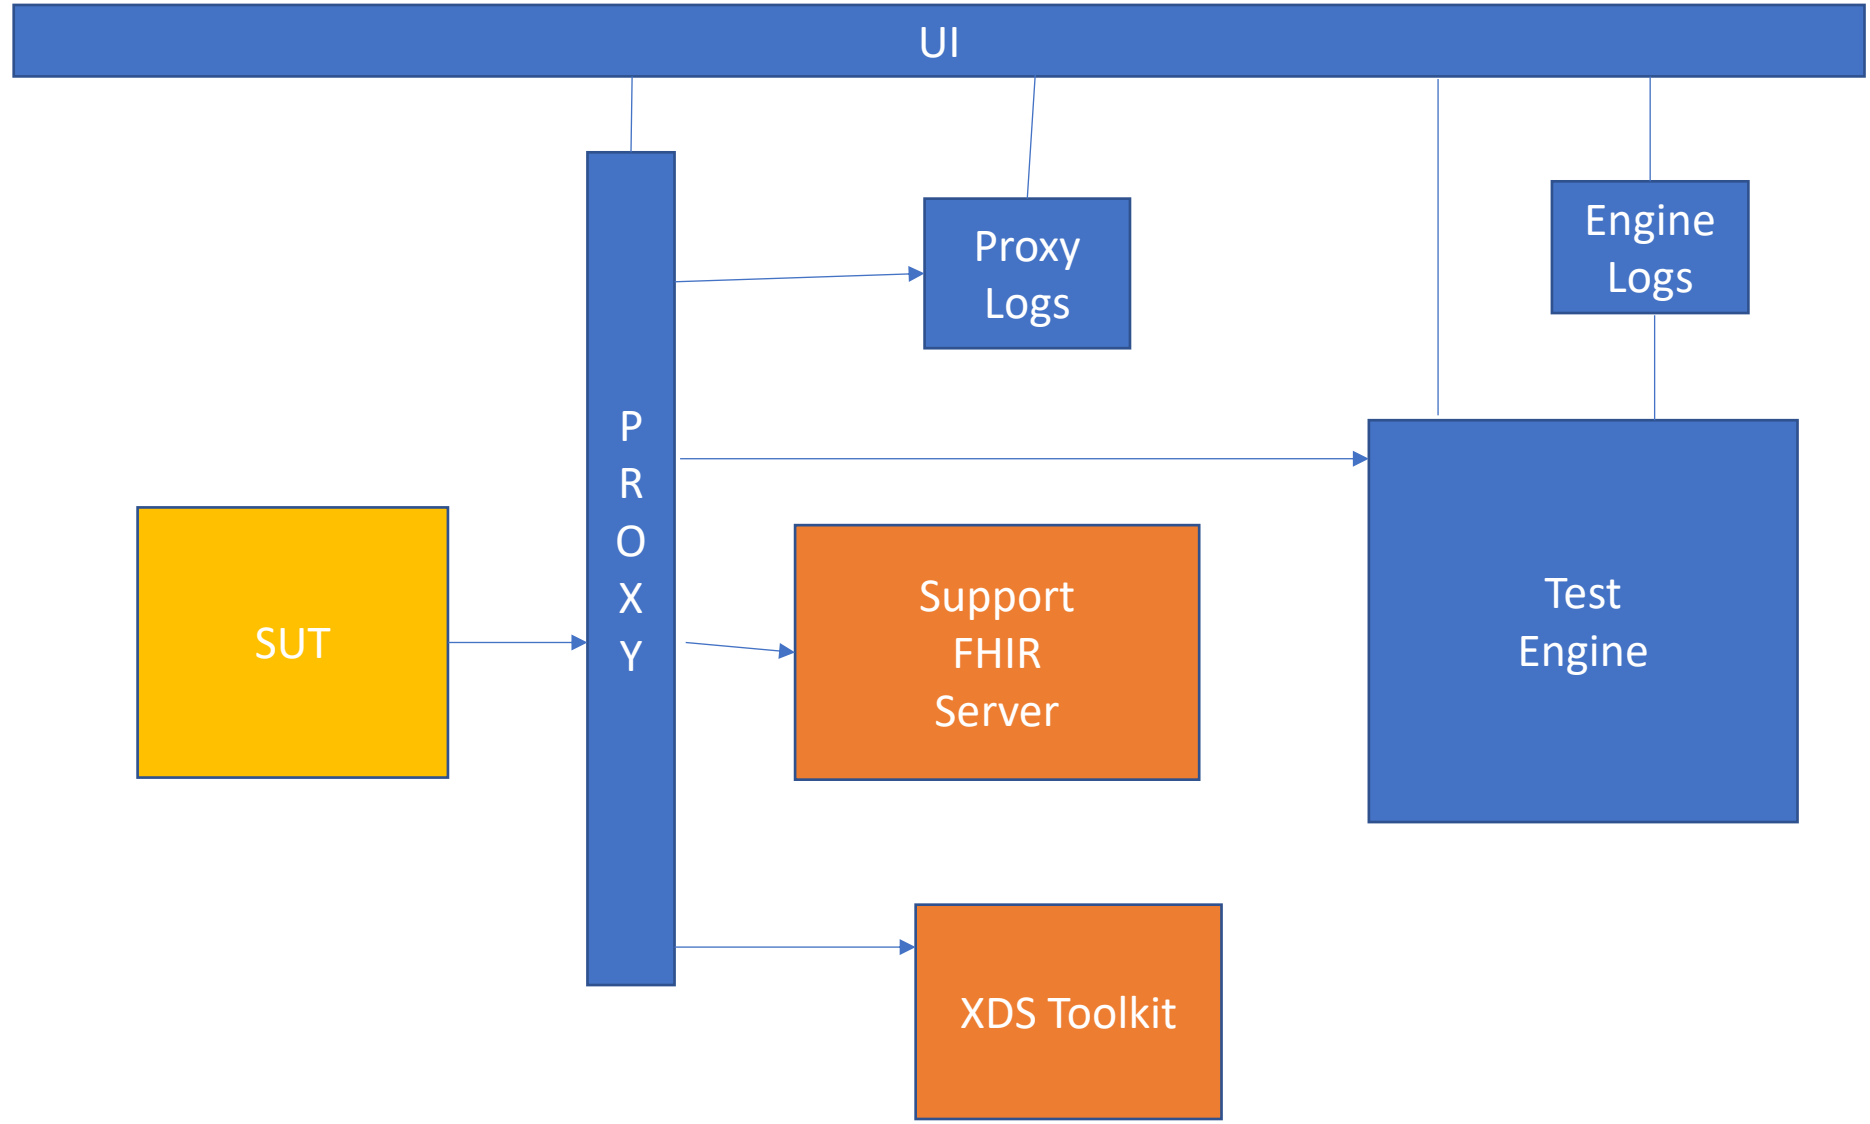 UI
Proxy
Logs
Engine
Logs
P
R
O
X
Y
SUT
Support
FHIR
Server
Test
Engine
XDS Toolkit